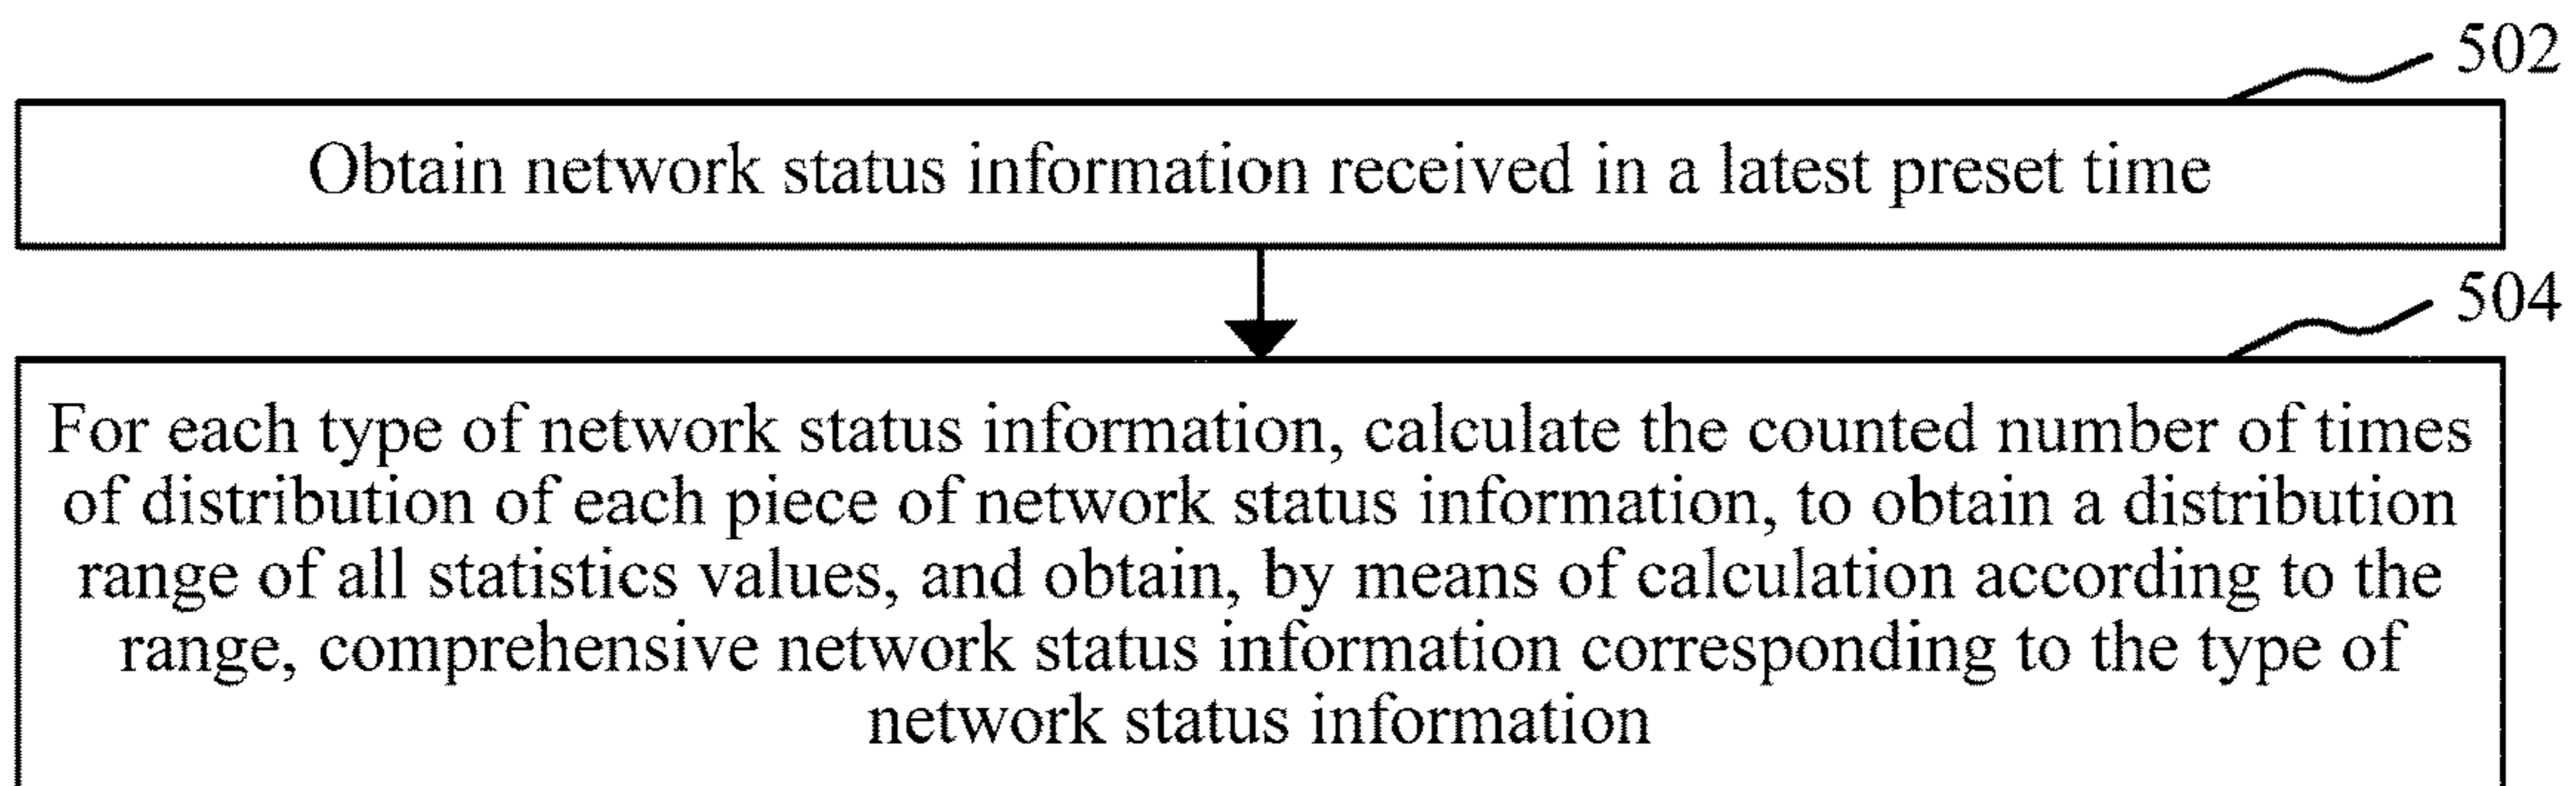 502
Obtain network status information received in a latest preset time
504
For each type of network status information, calculate the counted number of times
of distribution of each piece of network status information, to obtain a distribution
range of all statistics values, and obtain, by means of calculation according to the
range, comprehensive network status information corresponding to the type of
network status information